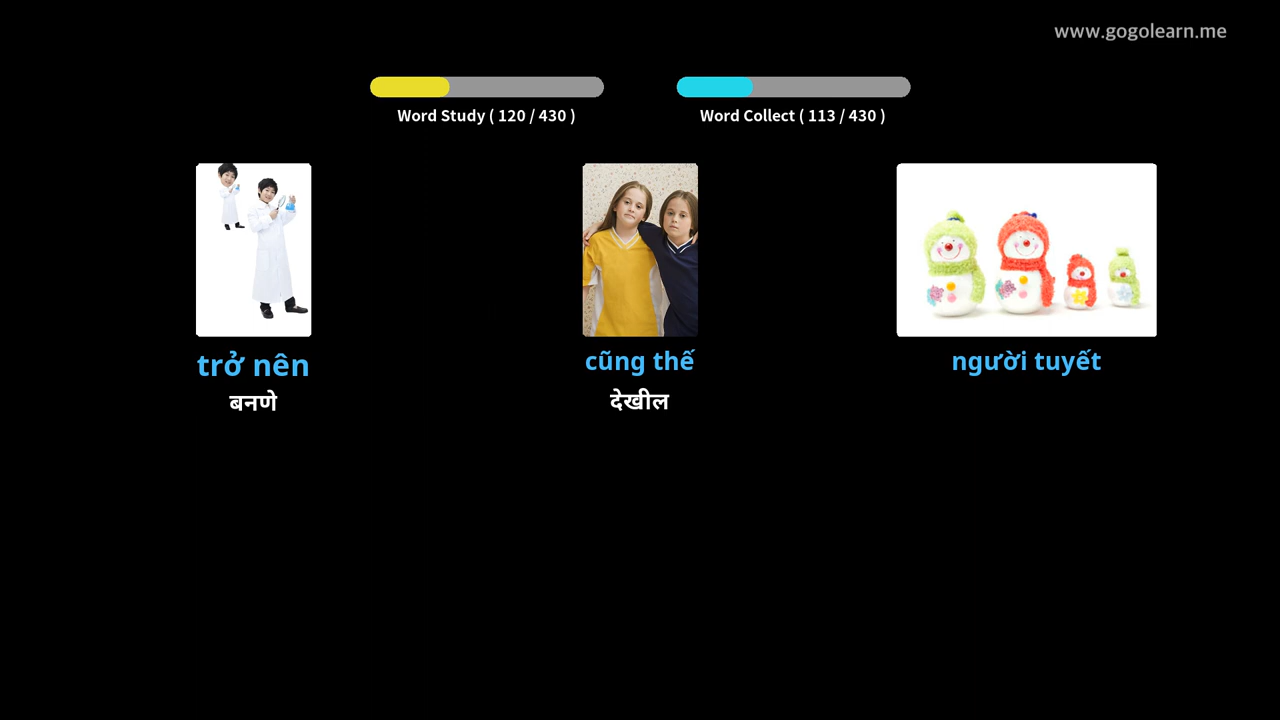 www.gogolearn.me
Word Study ( 120 / 430 )
Word Collect ( 113 / 430 )
trở nên
cũng thế
người tuyết
बनणे
देखील